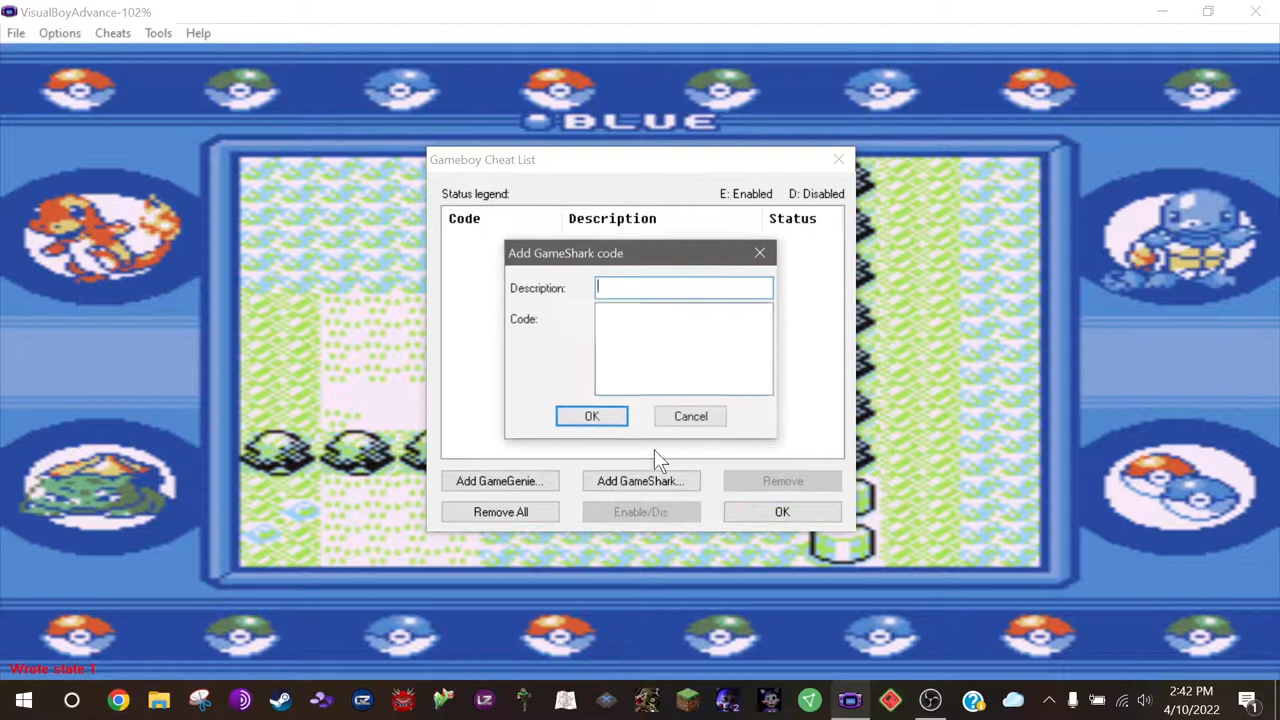 VisualBoyAdvance-102%
File Options Cheats Tools Help
BLUE
Gameboy Cheat List
Status legend: E: Enabled D: Disabled
Code Description Status
Add GameShark code
Description:
Code:
OK Cancel
Add GameGenie... Add GameShark... Remove
Remove All Enable/Dis OK
Wrote state 1
2:42 PM
4/10/2022